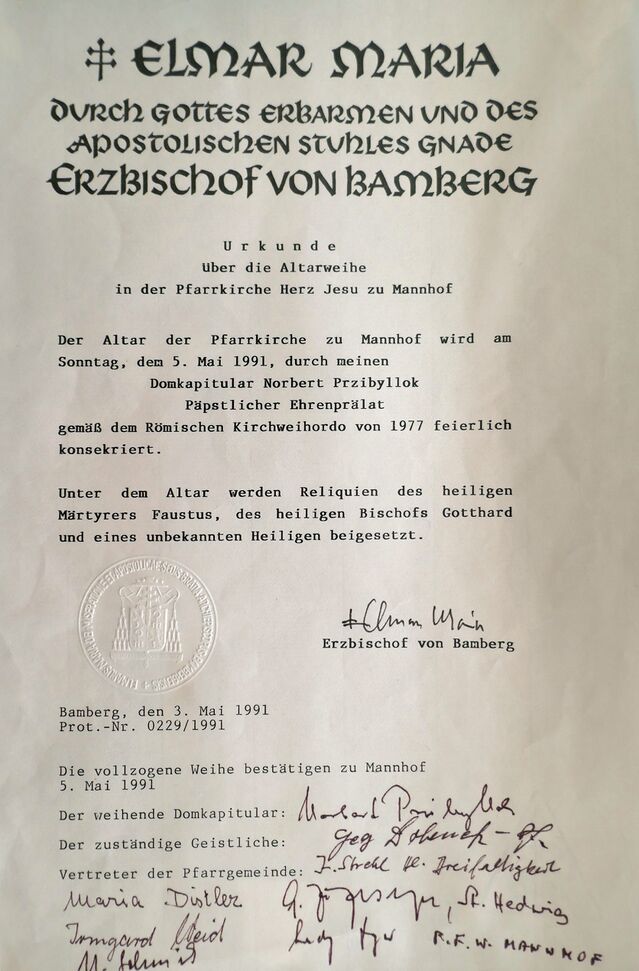 ‡ ELMAR MARIA
DURCH GOTTES ERBARMEN UND DES
APOSTOLISCHEN STUHLES GNADE
ERZBISCHOF VON BAMBERG
Urkunde
über die Altarweihe
in der Pfarrkirche Herz Jesu zu Mannhof
Der Altar der Pfarrkirche zu Mannhof wird am
Sonntag, dem 5. Mai 1991, durch meinen
Domkapitular Norbert Przibyllok
Päpstlicher Ehrenprälat
gemäß dem Römischen Kirchweihordo von 1977 feierlich
konsekriert.
Unter dem Altar werden Reliquien des heiligen
Märtyrers Faustus, des heiligen Bischofs Gotthard
und eines unbekannten Heiligen beigesetzt.
‡ Elmar Maria
Erzbischof von Bamberg
Bamberg, den 3. Mai 1991
Prot.-Nr. 0229/1991
Die vollzogene Weihe bestätigen zu Mannhof
5. Mai 1991
Der weihende Domkapitular: Norbert Przibyllok
Der zuständige Geistliche:
Vertreter der Pfarrgemeinde: J. Strehl Hl. Dreifaltigkeit
Maria Distler St. Hedwig
Irmgard R.F.W. MANNHOF